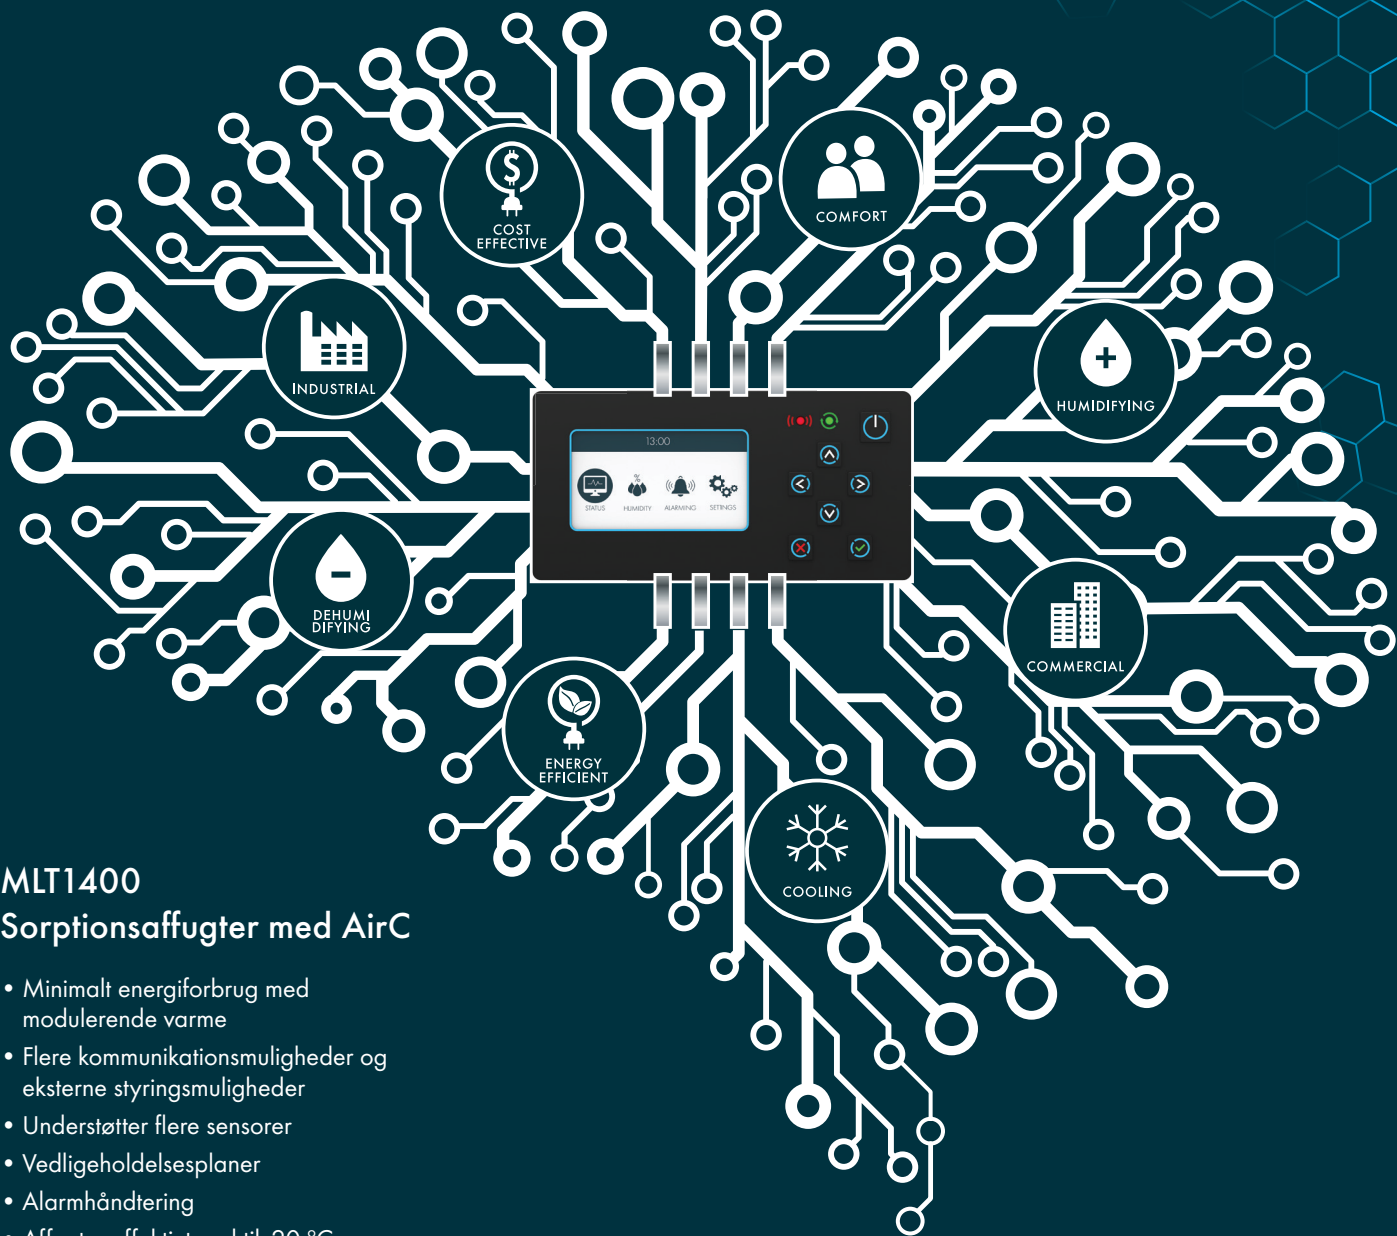 COST
EFFECTIVE
COMFORT
INDUSTRIAL
HUMIDIFYING
13:00
STATUS
HUMIDITY
ALARMING
SETTINGS
DEHUMI
DIFYING
COMMERCIAL
ENERGY
EFFICIENT
COOLING
MLT1400
Sorptionsaffugter med AirC
• Minimalt energiforbrug med
modulerende varme
• Flere kommunikationsmuligheder og
eksterne styringsmuligheder
• Understøtter flere sensorer
• Vedligeholdelsesplaner
• Alarmhåndtering